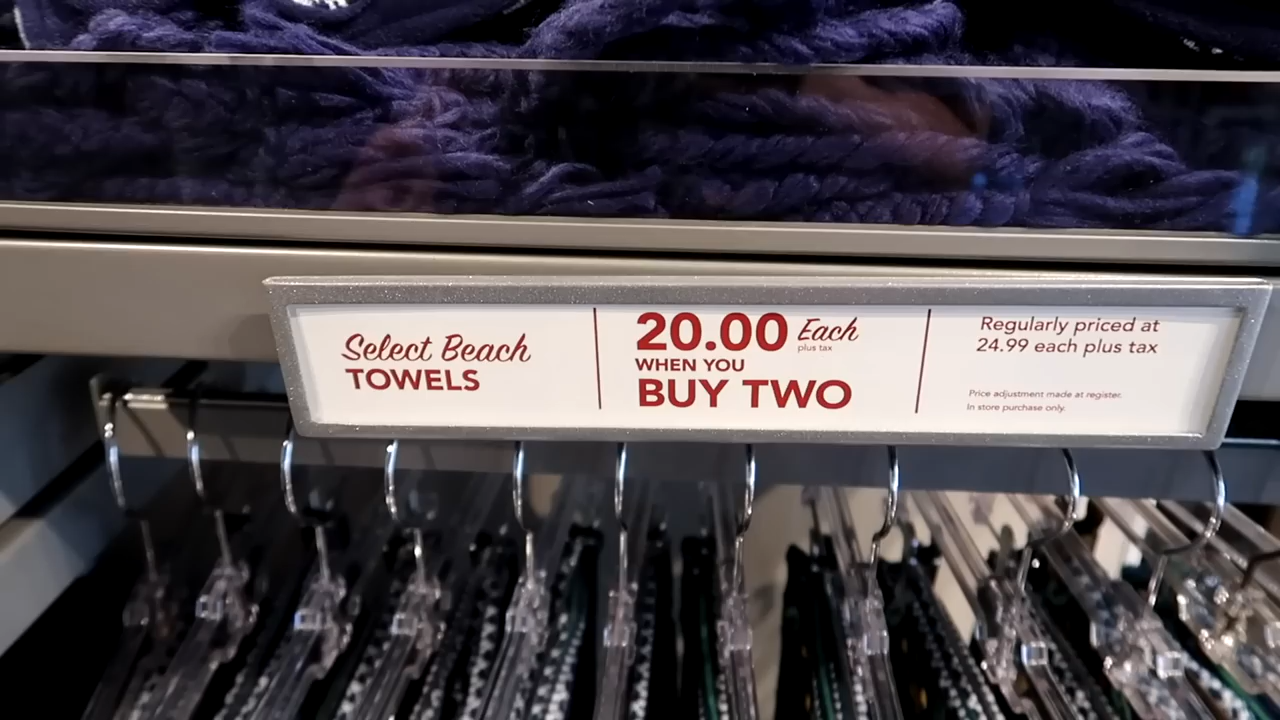 Select Beach
TOWELS
20.00 Each
plus tax
WHEN YOU
BUY TWO
Regularly priced at
24.99 each plus tax
Price adjustment made at register.
In store purchase only.